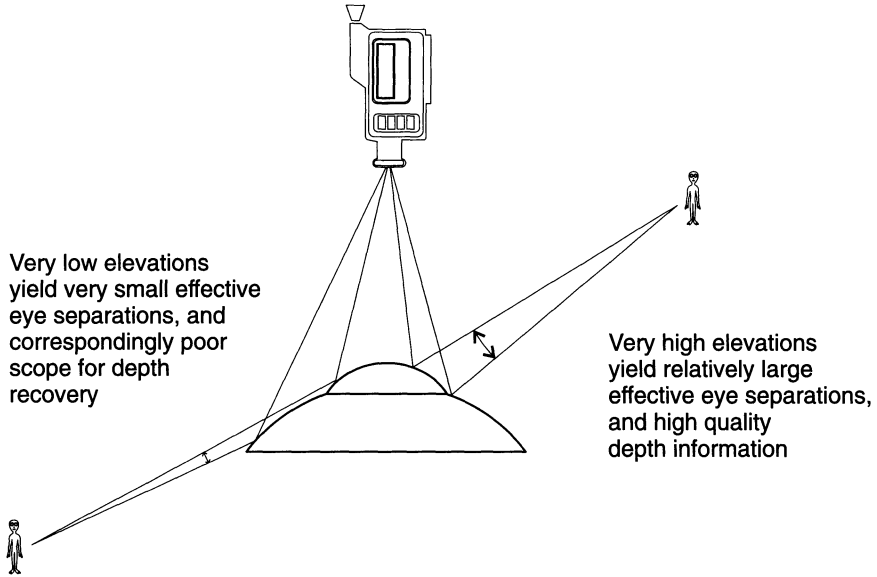 Very low elevations
yield very small effective
eye separations, and
correspondingly poor
scope for depth
recovery
Very high elevations
yield relatively large
effective eye separations,
and high quality
depth information